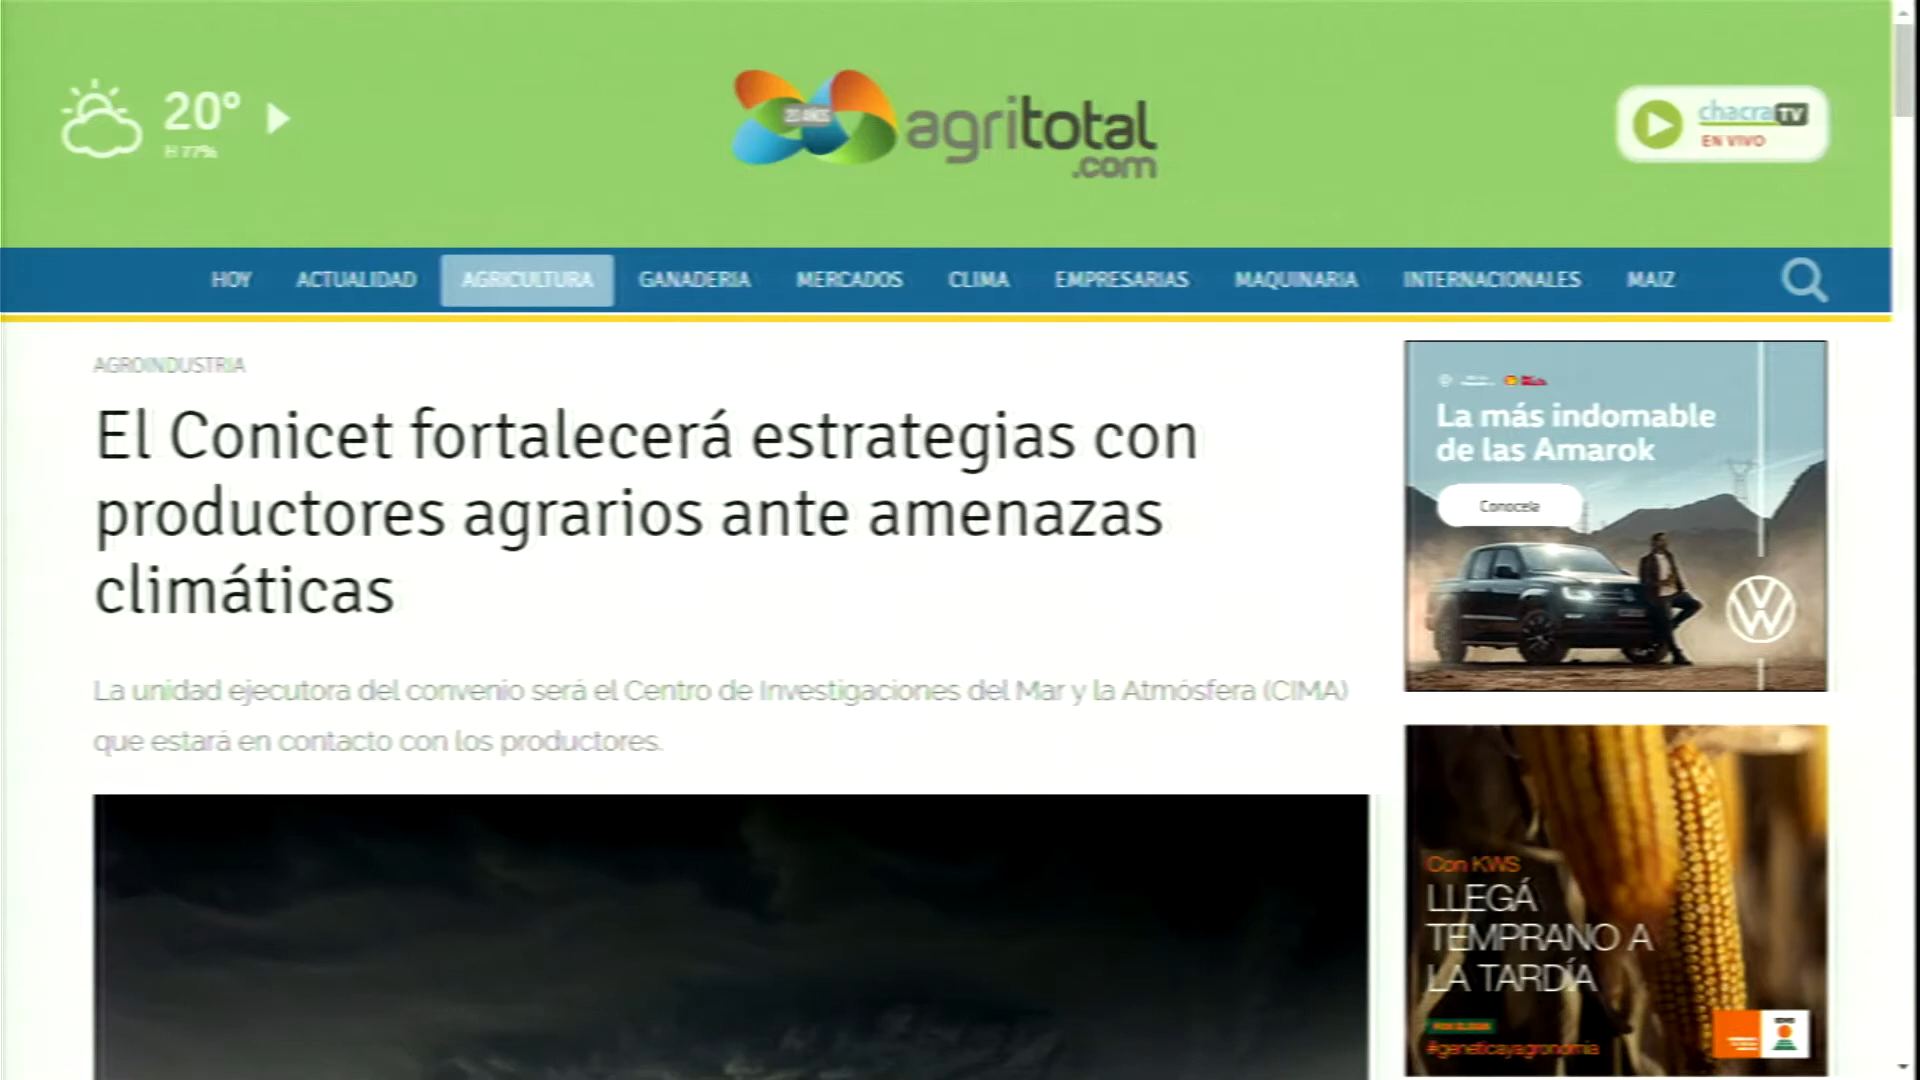 20°
H 77%
20 AÑOS
agritotal
.com
chacra TV
EN VIVO
HOY ACTUALIDAD AGRICULTURA GANADERIA MERCADOS CLIMA EMPRESARIAS MAQUINARIA INTERNACIONALES MAIZ
AGROINDUSTRIA
El Conicet fortalecerá estrategias con
productores agrarios ante amenazas
climáticas
La unidad ejecutora del convenio será el Centro de Investigaciones del Mar y la Atmósfera (CIMA)
que estará en contacto con los productores.
La más indomable
de las Amarok
Conocela
Con KWS
LLEGÁ
TEMPRANO A
LA TARDÍA
#geneticayagronomia